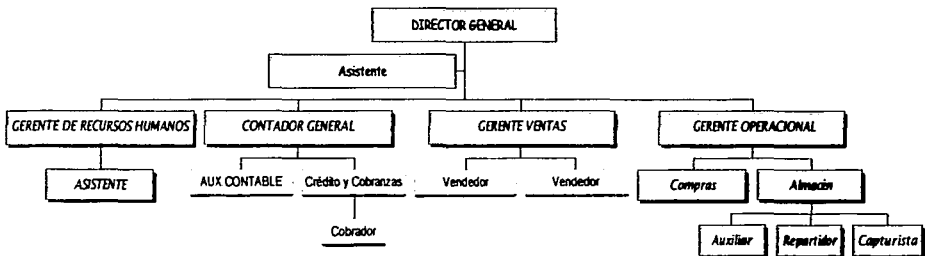 DIRECTOR GENERAL
Asistente
GERENTE DE RECURSOS HUMANOS
CONTADOR GENERAL
GERENTE VENTAS
GERENTE OPERACIONAL
ASISTENTE
AUX CONTABLE
Crédito y Cobranzas
Vendedor
Vendedor
Compras
Almacén
Cobrador
Auxiliar
Repartidor
Capturista